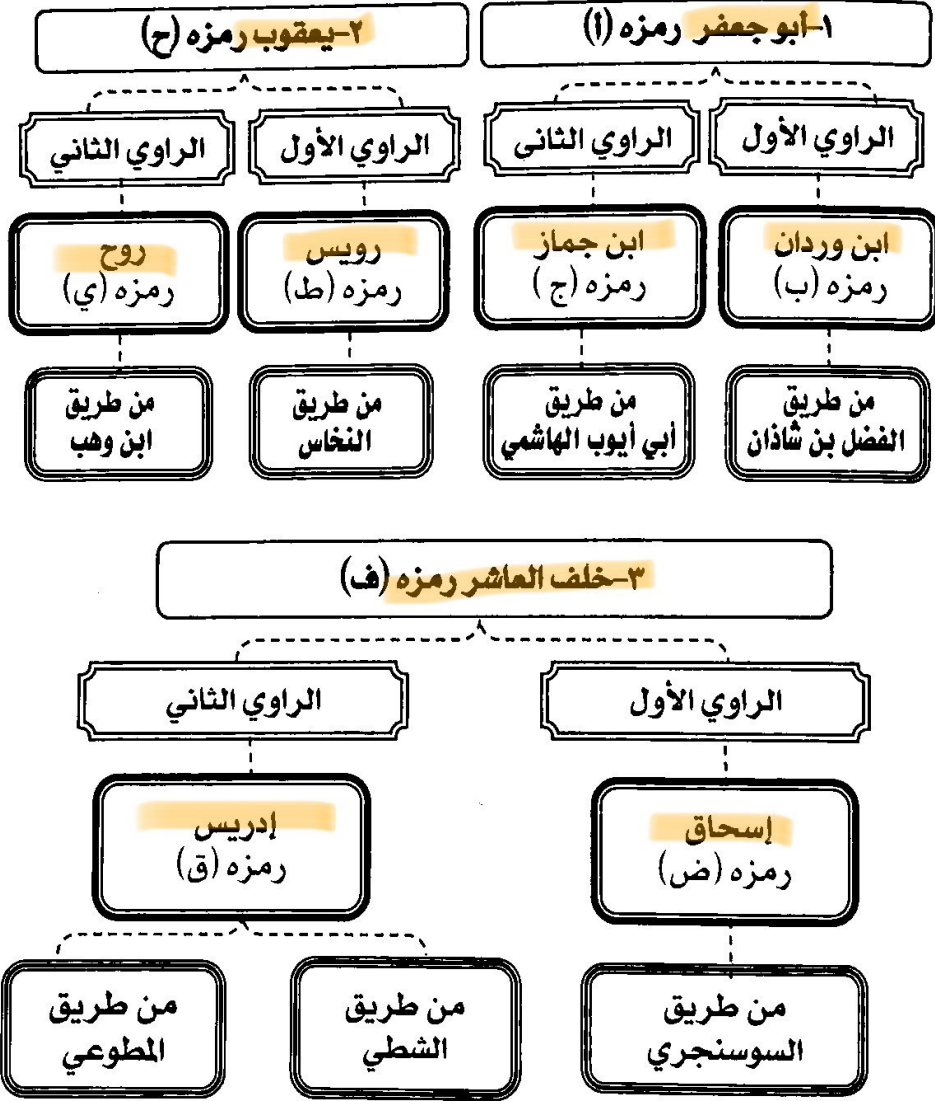 ١-أبو جعفر رمزه (أ)
٢-يعقوب رمزه (ح)
الراوي الأول
الراوي الثانى
الراوي الأول
الراوي الثاني
ابن وردان
رمزه (ب)
ابن جماز
رمزه (ج)
رويس
رمزه (ط)
روح
رمزه (ي)
من طريق
الفضل بن شاذان
من طريق
أبي أيوب الهاشمي
من طريق
النخاس
من طريق
ابن وهب
٣-خلف العاشر رمزه (ف)
الراوي الأول
الراوي الثاني
إسحاق
رمزه (ض)
إدريس
رمزه (ق)
من طريق
السوسنجري
من طريق
الشطي
من طريق
المطوعي